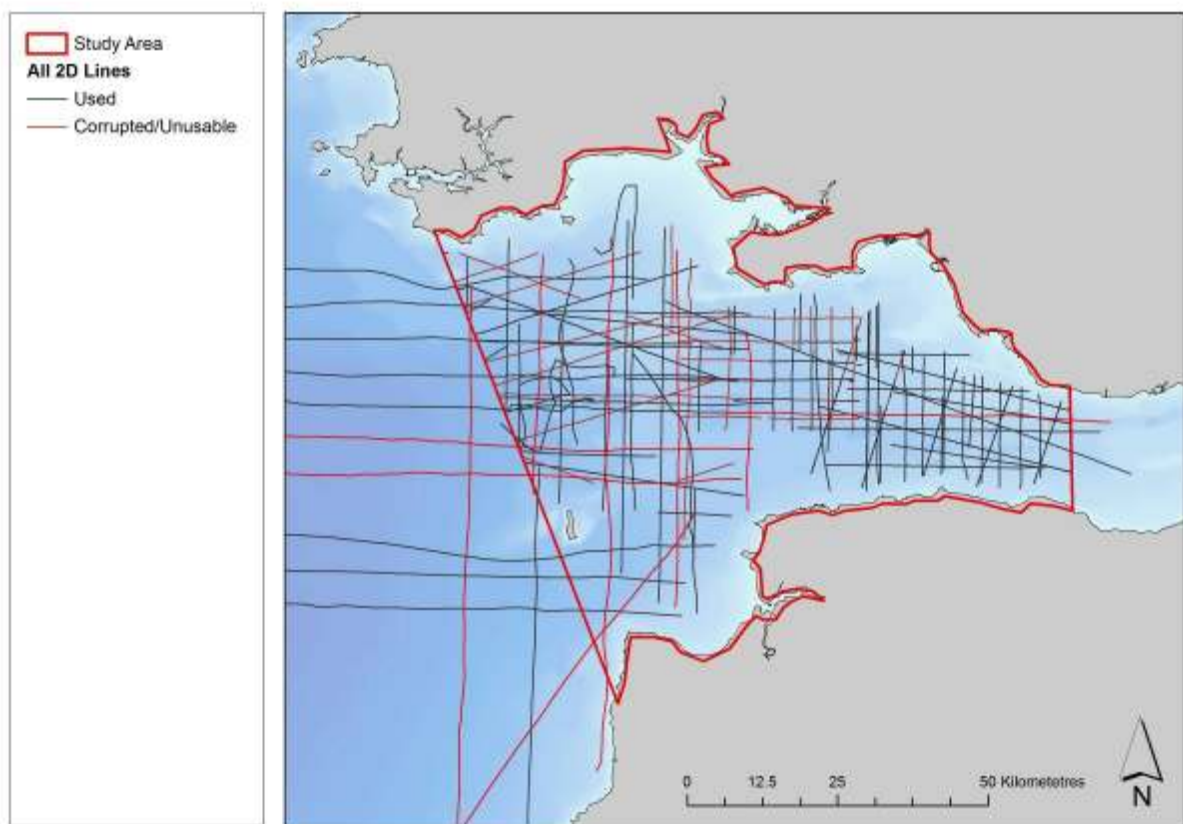 Study Area
All 2D Lines
Used
Corrupted/Unusable
0 12.5 25 50 Kilometetres
N